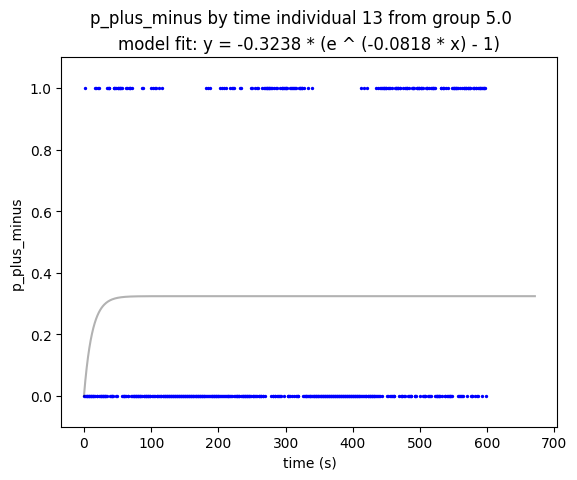 p_plus_minus by time individual 13 from group 5.0
model fit: y = -0.3238 * (e ^ (-0.0818 * x) - 1)
1.0
0.8
0.6
0.4
0.2
0.0
p_plus_minus
0 100 200 300 400 500 600 700
time (s)